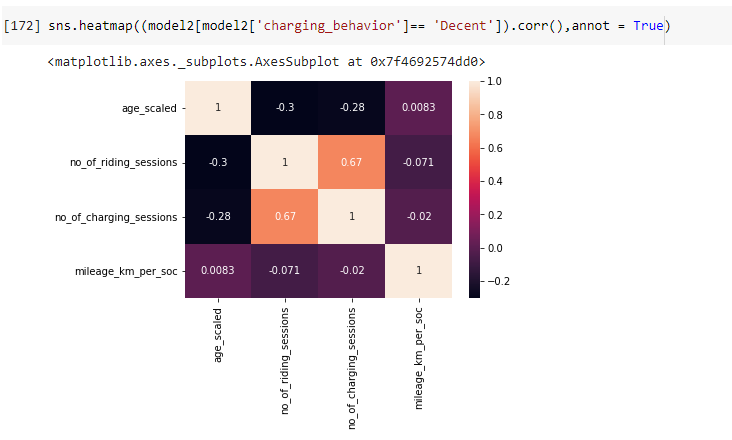 [172] sns.heatmap((model2[model2['charging_behavior']== 'Decent']).corr(),annot = True)
<matplotlib.axes._subplots.AxesSubplot at 0x7f4692574dd0>
age_scaled 1 -0.3 -0.28 0.0083
no_of_riding_sessions -0.3 1 0.67 -0.071
no_of_charging_sessions -0.28 0.67 1 -0.02
mileage_km_per_soc 0.0083 -0.071 -0.02 1
age_scaled
no_of_riding_sessions
no_of_charging_sessions
mileage_km_per_soc
1.0
0.8
0.6
0.4
0.2
0.0
−0.2